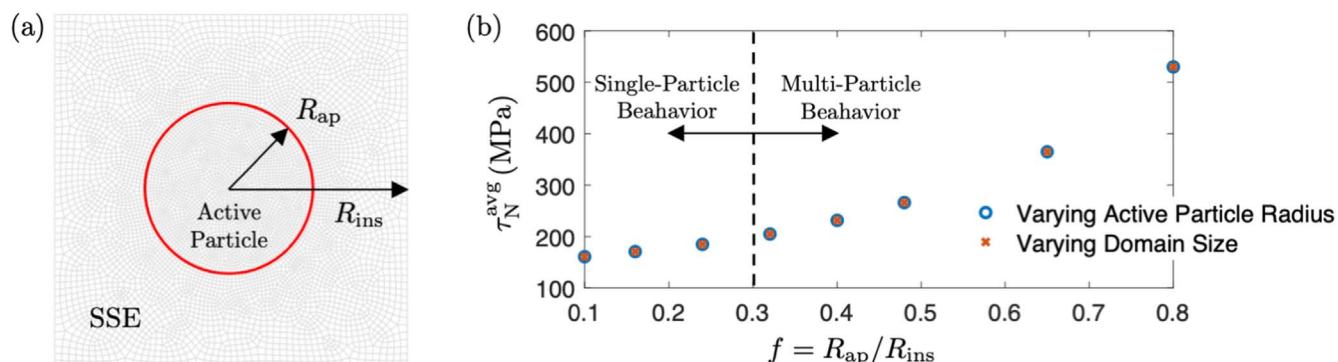 (a)
R_ap
R_ins
Active
Particle
SSE
(b)
600
500
400
300
200
100
τ_N^avg (MPa)
Single-Particle
Beahavior
Multi-Particle
Beahavior
Varying Active Particle Radius
Varying Domain Size
0.1 0.2 0.3 0.4 0.5 0.6 0.7 0.8
f = R_ap/R_ins